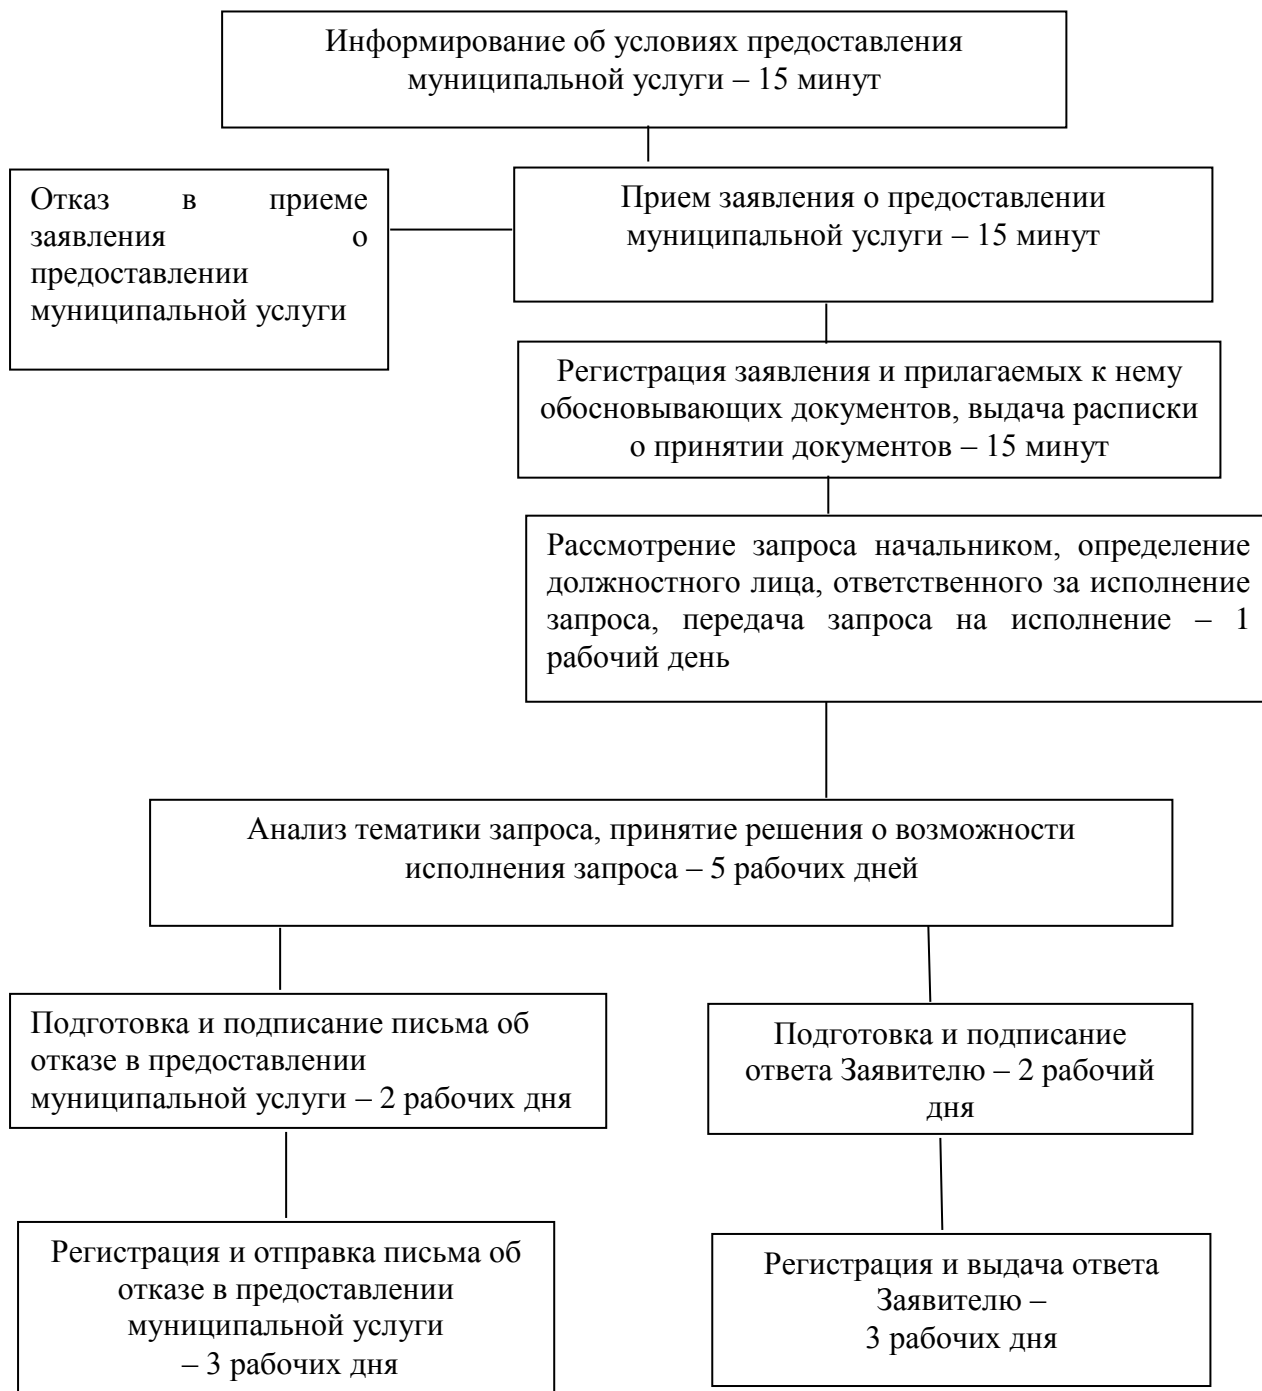 Информирование об условиях предоставления
муниципальной услуги – 15 минут
Отказ в приеме
заявления о
предоставлении
муниципальной услуги
Прием заявления о предоставлении
муниципальной услуги – 15 минут
Регистрация заявления и прилагаемых к нему
обосновывающих документов, выдача расписки
о принятии документов – 15 минут
Рассмотрение запроса начальником, определение
должностного лица, ответственного за исполнение
запроса, передача запроса на исполнение – 1
рабочий день
Анализ тематики запроса, принятие решения о возможности
исполнения запроса – 5 рабочих дней
Подготовка и подписание письма об
отказе в предоставлении
муниципальной услуги – 2 рабочих дня
Подготовка и подписание
ответа Заявителю – 2 рабочий
дня
Регистрация и отправка письма об
отказе в предоставлении
муниципальной услуги
– 3 рабочих дня
Регистрация и выдача ответа
Заявителю –
3 рабочих дня